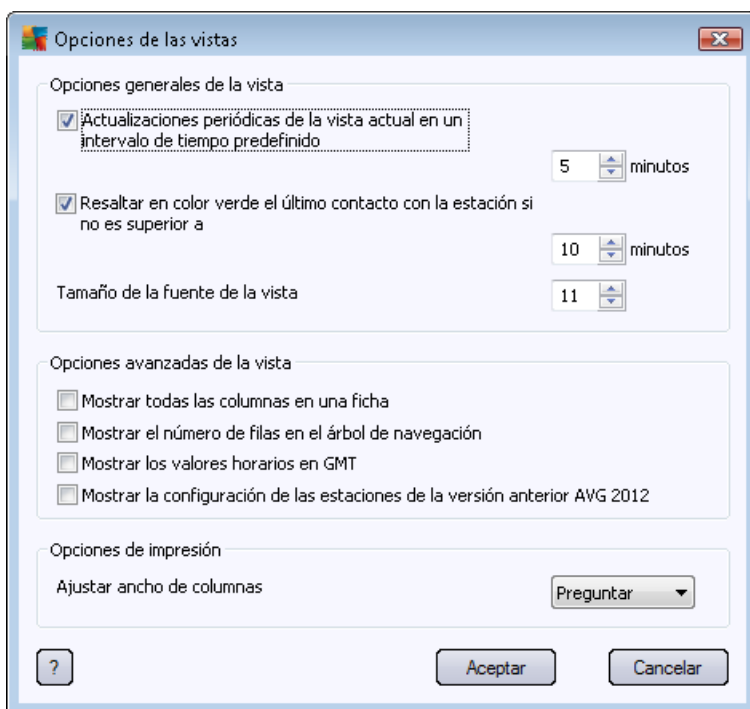 Opciones de las vistas
Opciones generales de la vista
Actualizaciones periódicas de la vista actual en un
intervalo de tiempo predefinido
5 minutos
Resaltar en color verde el último contacto con la estación si
no es superior a
10 minutos
Tamaño de la fuente de la vista 11
Opciones avanzadas de la vista
Mostrar todas las columnas en una ficha
Mostrar el número de filas en el árbol de navegación
Mostrar los valores horarios en GMT
Mostrar la configuración de las estaciones de la versión anterior AVG 2012
Opciones de impresión
Ajustar ancho de columnas Preguntar
? Aceptar Cancelar